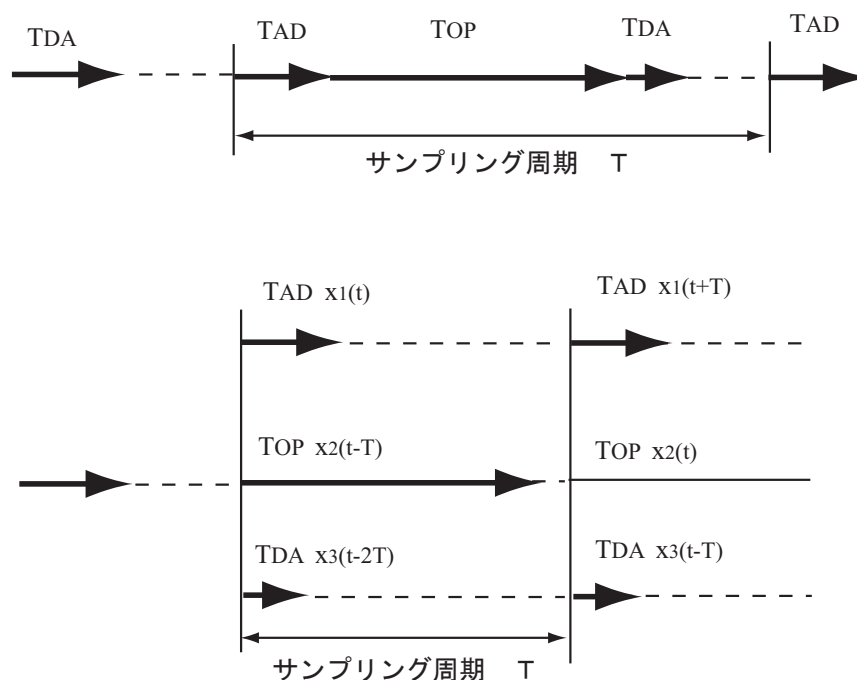 TDA TAD TOP TDA TAD
サンプリング周期 T
TAD x1(t) TAD x1(t+T)
TOP x2(t-T) TOP x2(t)
TDA x3(t-2T) TDA x3(t-T)
サンプリング周期 T